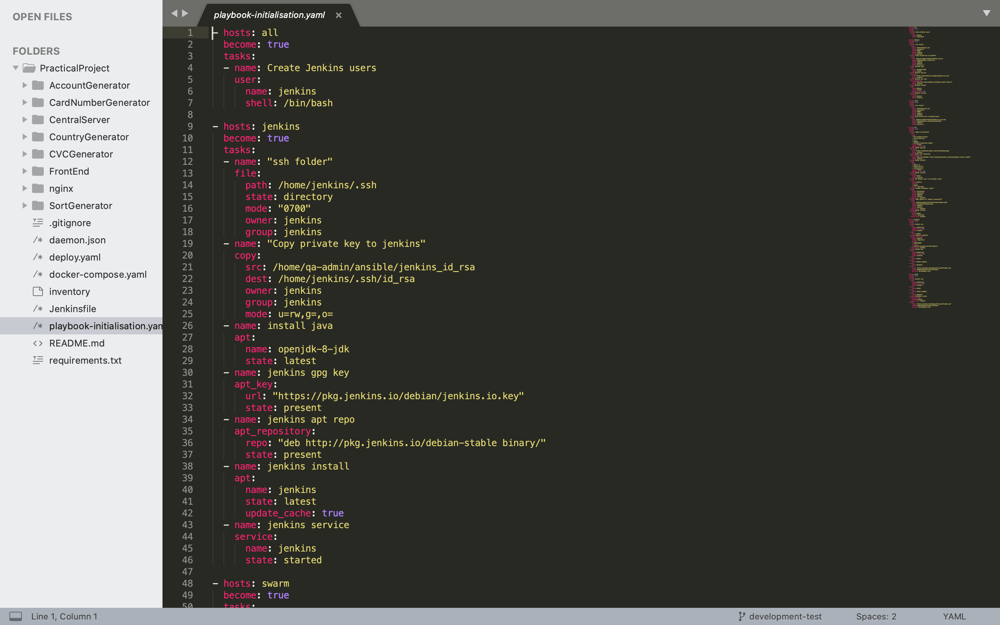 OPEN FILES
FOLDERS
PracticalProject
AccountGenerator
CardNumberGenerator
CentralServer
CountryGenerator
CVCGenerator
FrontEnd
nginx
SortGenerator
.gitignore
/* daemon.json
/* deploy.yaml
/* docker-compose.yaml
inventory
/* Jenkinsfile
/* playbook-initialisation.yam
<> README.md
requirements.txt
playbook-initialisation.yaml ×
1 - hosts: all
2 become: true
3 tasks:
4 - name: Create Jenkins users
5 user:
6 name: jenkins
7 shell: /bin/bash
8
9 - hosts: jenkins
10 become: true
11 tasks:
12 - name: "ssh folder"
13 file:
14 path: /home/jenkins/.ssh
15 state: directory
16 mode: "0700"
17 owner: jenkins
18 group: jenkins
19 - name: "Copy private key to jenkins"
20 copy:
21 src: /home/qa-admin/ansible/jenkins_id_rsa
22 dest: /home/jenkins/.ssh/id_rsa
23 owner: jenkins
24 group: jenkins
25 mode: u=rw,g=,o=
26 - name: install java
27 apt:
28 name: openjdk-8-jdk
29 state: latest
30 - name: jenkins gpg key
31 apt_key:
32 url: "https://pkg.jenkins.io/debian/jenkins.io.key"
33 state: present
34 - name: jenkins apt repo
35 apt_repository:
36 repo: "deb http://pkg.jenkins.io/debian-stable binary/"
37 state: present
38 - name: jenkins install
39 apt:
40 name: jenkins
41 state: latest
42 update_cache: true
43 - name: jenkins service
44 service:
45 name: jenkins
46 state: started
47
48 - hosts: swarm
49 become: true
50 tasks:
Line 1, Column 1
development-test
Spaces: 2
YAML